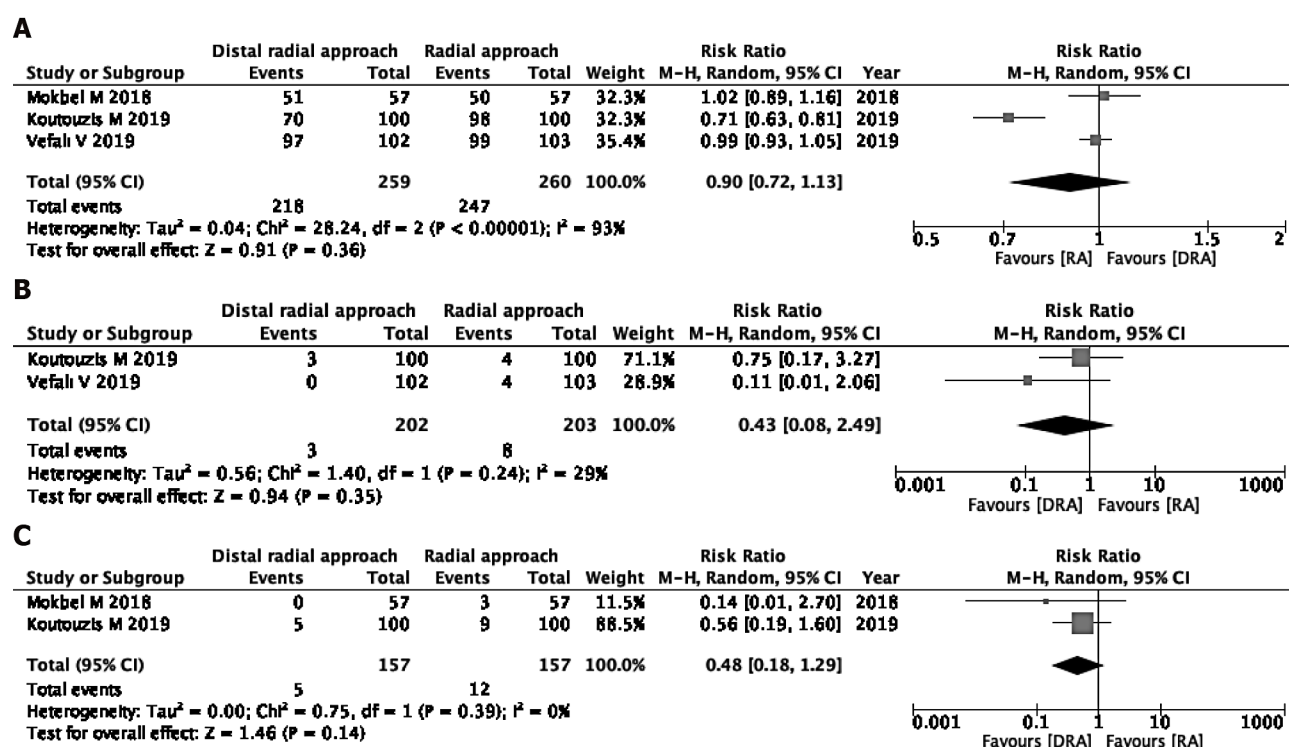 A
Distal radial approach Radial approach Risk Ratio Risk Ratio
Study or Subgroup Events Total Events Total Weight M-H, Random, 95% CI Year M-H, Random, 95% CI
Mokbel M 2018 51 57 50 57 32.3% 1.02 [0.89, 1.16] 2018
Koutouzis M 2019 70 100 98 100 32.3% 0.71 [0.63, 0.81] 2019
Vefalı V 2019 97 102 99 103 35.4% 0.99 [0.93, 1.05] 2019
Total (95% CI) 259 260 100.0% 0.90 [0.72, 1.13]
Total events 218 247
Heterogeneity: Tau² = 0.04; Chi² = 28.24, df = 2 (P < 0.00001); I² = 93%
Test for overall effect: Z = 0.91 (P = 0.36)
0.5 0.7 1 1.5 2
Favours [RA] Favours [DRA]
B
Distal radial approach Radial approach Risk Ratio Risk Ratio
Study or Subgroup Events Total Events Total Weight M-H, Random, 95% CI M-H, Random, 95% CI
Koutouzis M 2019 3 100 4 100 71.1% 0.75 [0.17, 3.27]
Vefalı V 2019 0 102 4 103 28.9% 0.11 [0.01, 2.06]
Total (95% CI) 202 203 100.0% 0.43 [0.08, 2.49]
Total events 3 8
Heterogeneity: Tau² = 0.56; Chi² = 1.40, df = 1 (P = 0.24); I² = 29%
Test for overall effect: Z = 0.94 (P = 0.35)
0.001 0.1 1 10 1000
Favours [DRA] Favours [RA]
C
Distal radial approach Radial approach Risk Ratio Risk Ratio
Study or Subgroup Events Total Events Total Weight M-H, Random, 95% CI Year M-H, Random, 95% CI
Mokbel M 2018 0 57 3 57 11.5% 0.14 [0.01, 2.70] 2018
Koutouzis M 2019 5 100 9 100 88.5% 0.56 [0.19, 1.60] 2019
Total (95% CI) 157 157 100.0% 0.48 [0.18, 1.29]
Total events 5 12
Heterogeneity: Tau² = 0.00; Chi² = 0.75, df = 1 (P = 0.39); I² = 0%
Test for overall effect: Z = 1.46 (P = 0.14)
0.001 0.1 1 10 1000
Favours [DRA] Favours [RA]